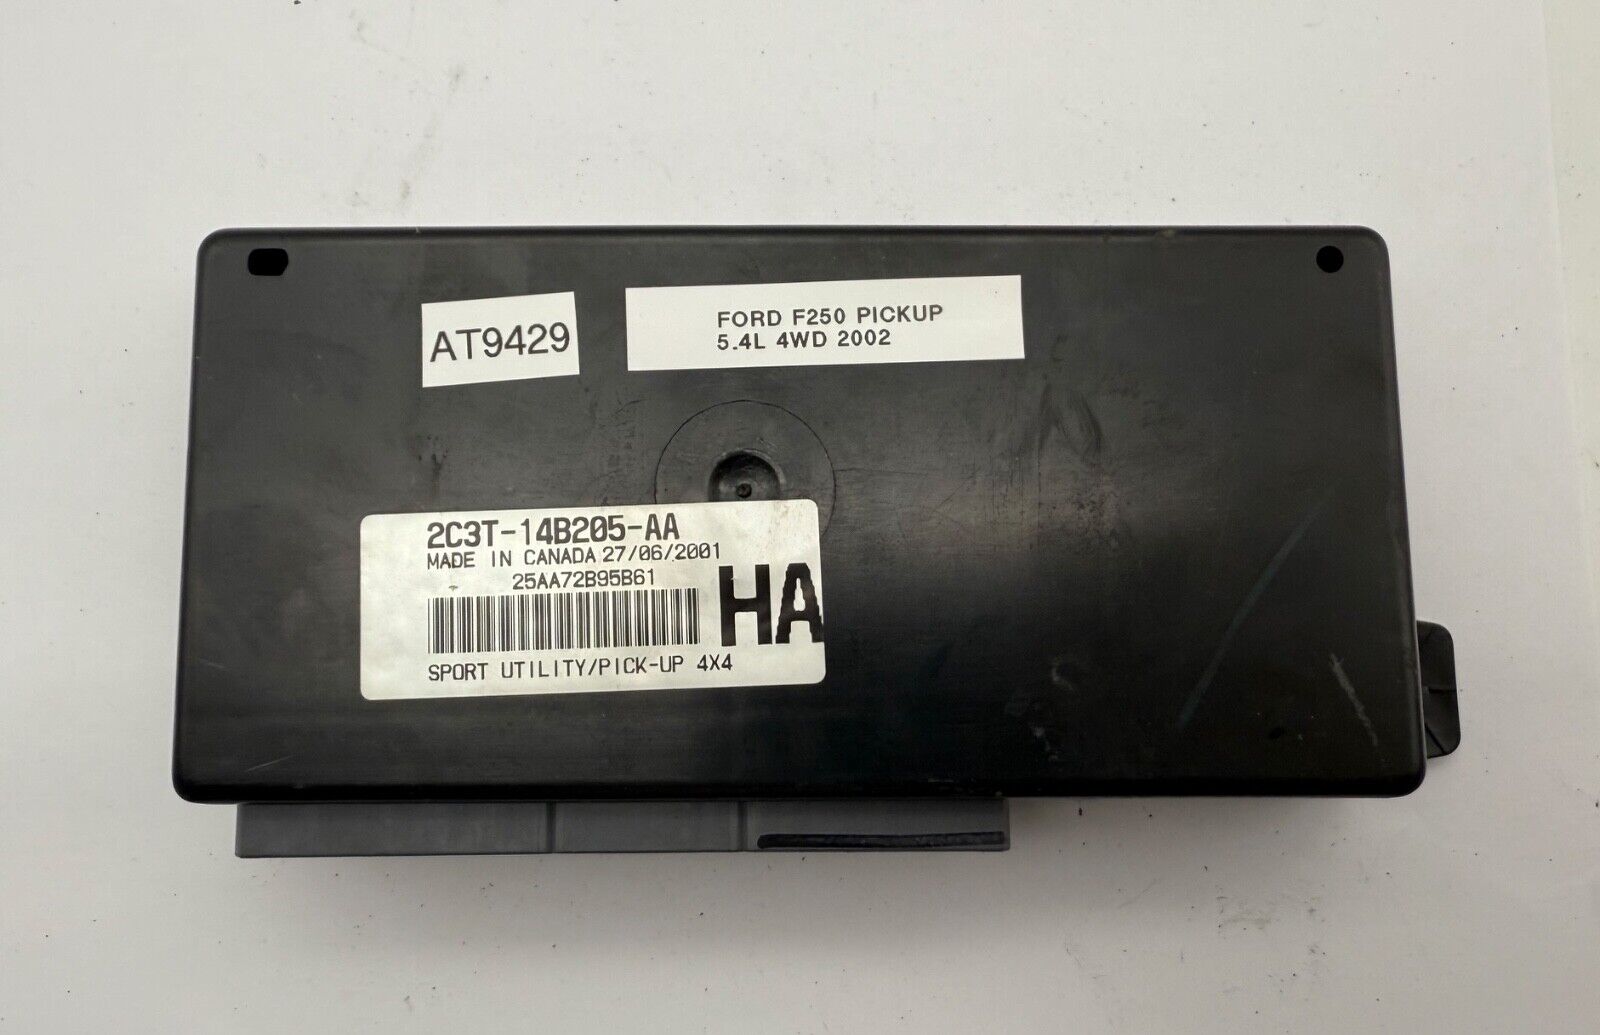 AT9429
FORD F250 PICKUP
5.4L 4WD 2002
2C3T-14B205-AA
MADE IN CANADA 27/06/2001
25AA72B95B61
HA
SPORT UTILITY/PICK-UP 4X4